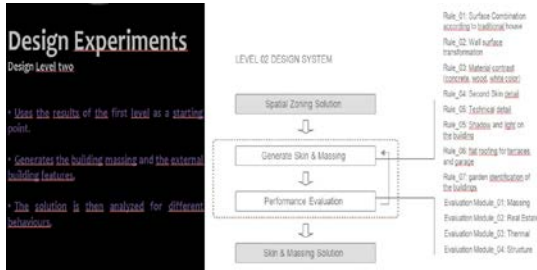 Design Experiments
Design Level two
• Uses the results of the first level as a starting
point.
• Generates the building massing and the external
building features.
• The solution is then analyzed for different
behaviours.
LEVEL 02 DESIGN SYSTEM
Spatial Zoning Solution
Generate Skin & Massing
Performance Evaluation
Skin & Massing Solution
Rule_01: Surface Combination
according to traditional house
Rule_02: Wall surface
transformation
Rule_03: Material contrast
(concrete, wood, white color)
Rule_04: Second Skin detail
Rule_05: Technical detail
Rule_05: Shadow and light on
the building
Rule_06: flat roofing for terraces
and garage
Rule_07: garden identification of
the buildings
Evaluation Module_01: Massing
Evaluation Module_02: Real Estate
Evaluation Module_03: Thermal
Evaluation Module_04: Structure